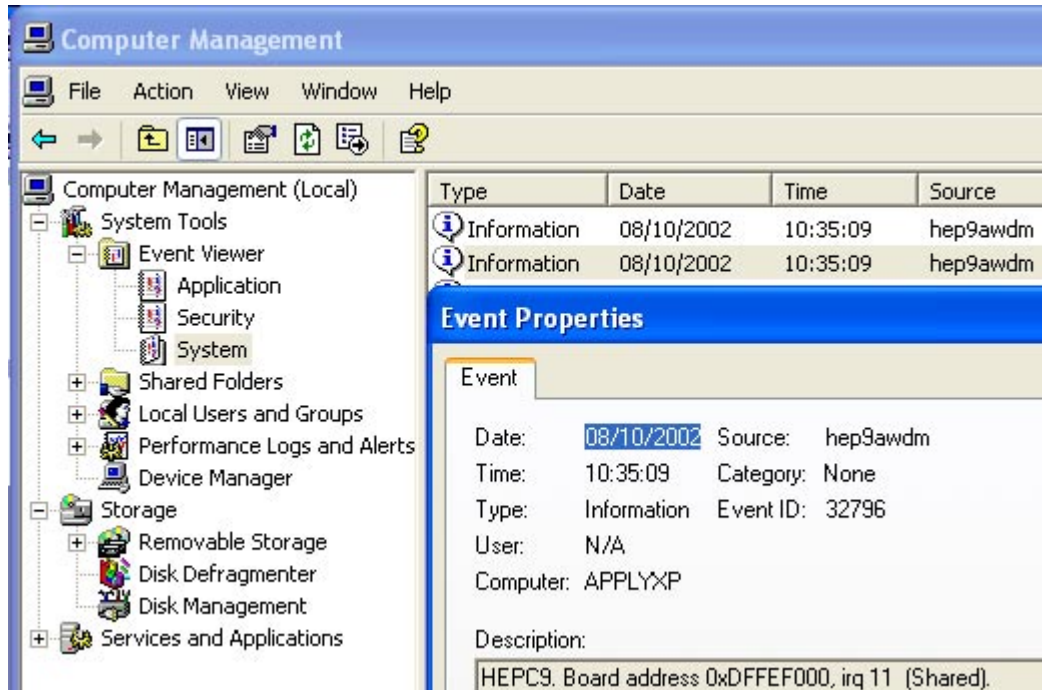 Computer Management
File Action View Window Help
Computer Management (Local)
System Tools
Event Viewer
Application
Security
System
Shared Folders
Local Users and Groups
Performance Logs and Alerts
Device Manager
Storage
Removable Storage
Disk Defragmenter
Disk Management
Services and Applications
Type Date Time Source
Information 08/10/2002 10:35:09 hep9awdm
Information 08/10/2002 10:35:09 hep9awdm
Event Properties
Event
Date: 08/10/2002 Source: hep9awdm
Time: 10:35:09 Category: None
Type: Information Event ID: 32796
User: N/A
Computer: APPLYXP
Description:
HEPC9. Board address 0xDFFEF000, irq 11 (Shared).